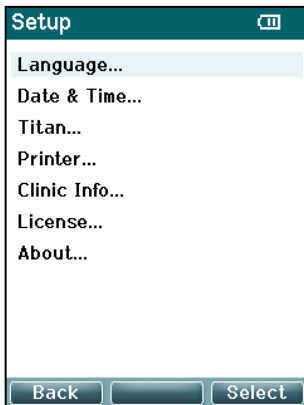 Setup
Language...
Date & Time...
Titan...
Printer...
Clinic Info...
License...
About...
Back Select